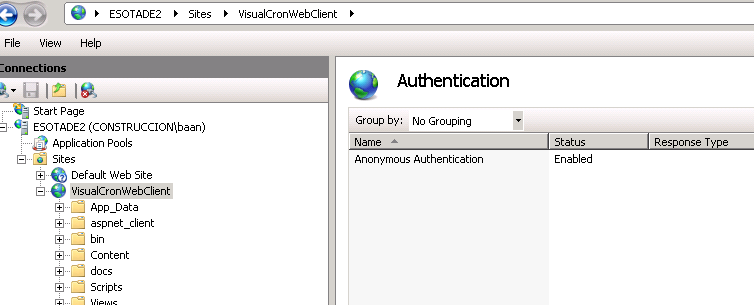 ESOTADE2 Sites VisualCronWebClient
File View Help
Connections
Start Page
ESOTADE2 (CONSTRUCCION\baan)
Application Pools
Sites
Default Web Site
VisualCronWebClient
App_Data
aspnet_client
bin
Content
docs
Scripts
Views
Authentication
Group by: No Grouping
Name Status Response Type
Anonymous Authentication Enabled